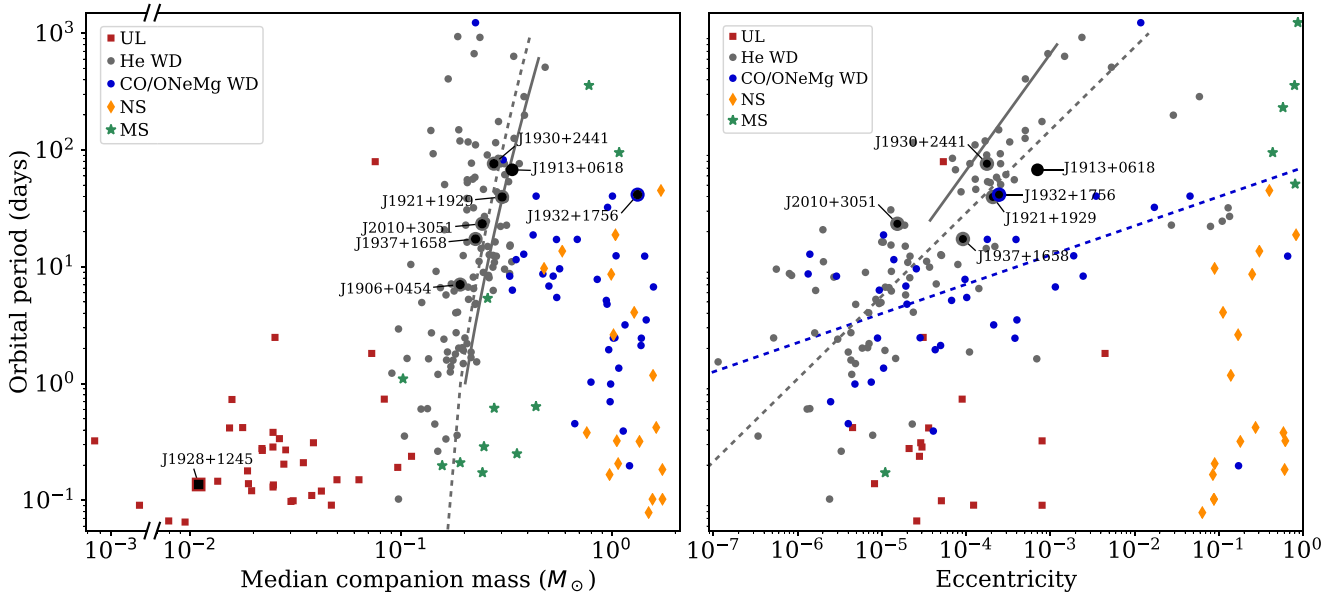 Orbital period (days)
10³
10²
10¹
10⁰
10⁻¹
UL
He WD
CO/ONeMg WD
NS
MS
J1930+2441
J1913+0618
J1921+1929
J1932+1756
J2010+3051
J1937+1658
J1906+0454
J1928+1245
10⁻³
10⁻²
10⁻¹
10⁰
Median companion mass (M⊙)
UL
He WD
CO/ONeMg WD
NS
MS
J1930+2441
J1913+0618
J1932+1756
J2010+3051
J1921+1929
J1937+1658
10⁻⁷
10⁻⁶
10⁻⁵
10⁻⁴
10⁻³
10⁻²
10⁻¹
10⁰
Eccentricity